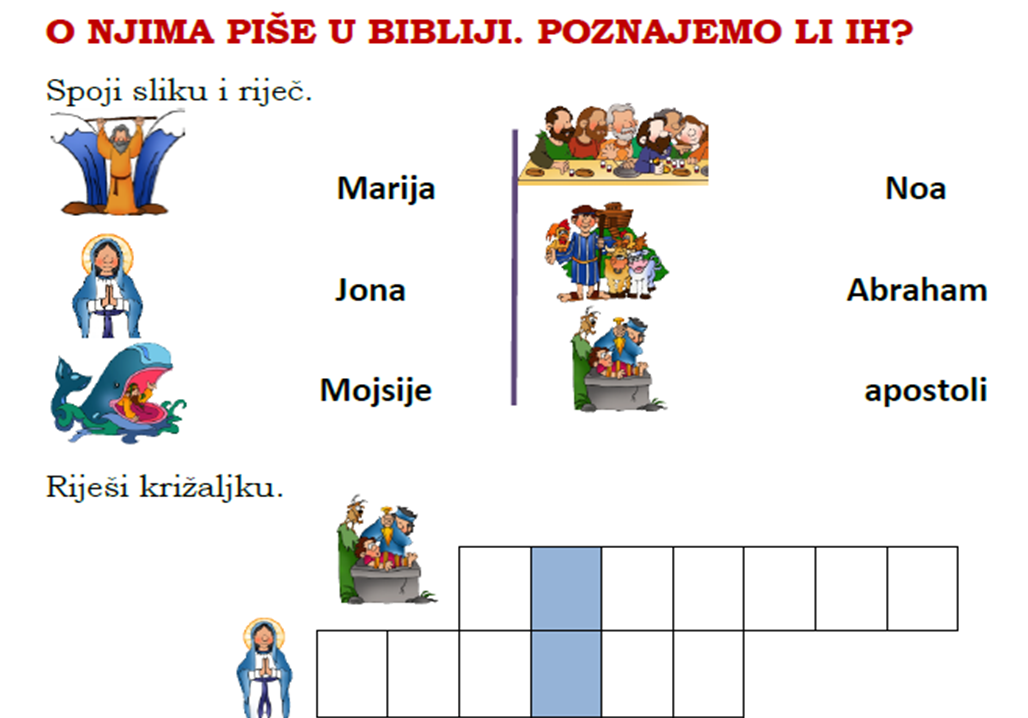 O NJIMA PIŠE U BIBLIJI. POZNAJEMO LI IH?
Spoji sliku i riječ.
Marija
Jona
Mojsije
Noa
Abraham
apostoli
Riješi križaljku.